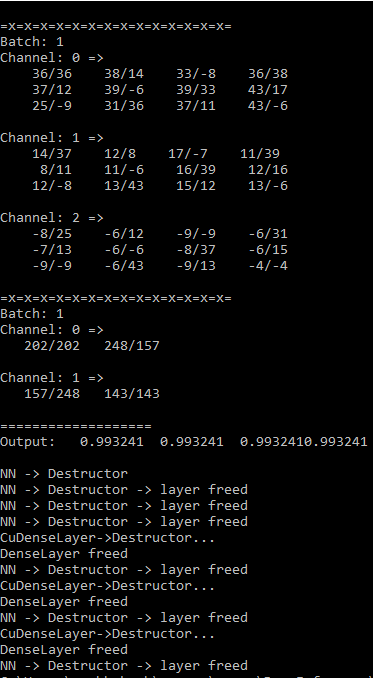 =x=x=x=x=x=x=x=x=x=x=x=x=x=x=
Batch: 1
Channel: 0 =>
36/36 38/14 33/-8 36/38
37/12 39/-6 39/33 43/17
25/-9 31/36 37/11 43/-6
Channel: 1 =>
14/37 12/8 17/-7 11/39
8/11 11/-6 16/39 12/16
12/-8 13/43 15/12 13/-6
Channel: 2 =>
-8/25 -6/12 -9/-9 -6/31
-7/13 -6/-6 -8/37 -6/15
-9/-9 -6/43 -9/13 -4/-4
=x=x=x=x=x=x=x=x=x=x=x=x=x=x=
Batch: 1
Channel: 0 =>
202/202 248/157
Channel: 1 =>
157/248 143/143
===================
Output: 0.993241 0.993241 0.9932410.993241
NN -> Destructor
NN -> Destructor -> layer freed
NN -> Destructor -> layer freed
NN -> Destructor -> layer freed
CuDenseLayer->Destructor...
DenseLayer freed
NN -> Destructor -> layer freed
CuDenseLayer->Destructor...
DenseLayer freed
NN -> Destructor -> layer freed
CuDenseLayer->Destructor...
DenseLayer freed
NN -> Destructor -> layer freed